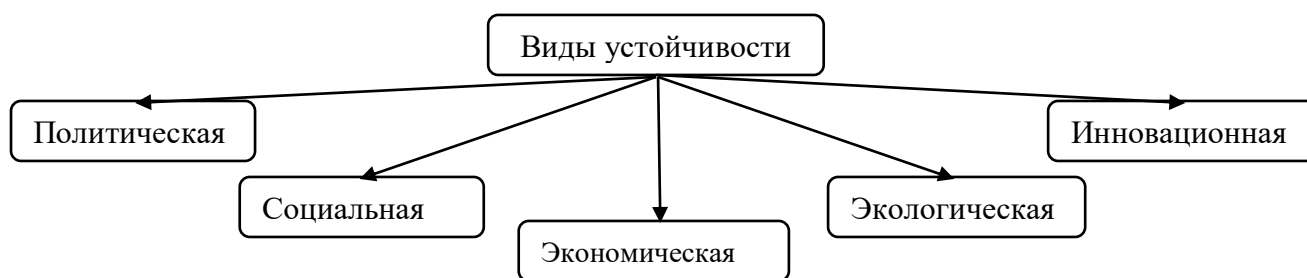 Виды устойчивости
Политическая
Инновационная
Социальная
Экологическая
Экономическая